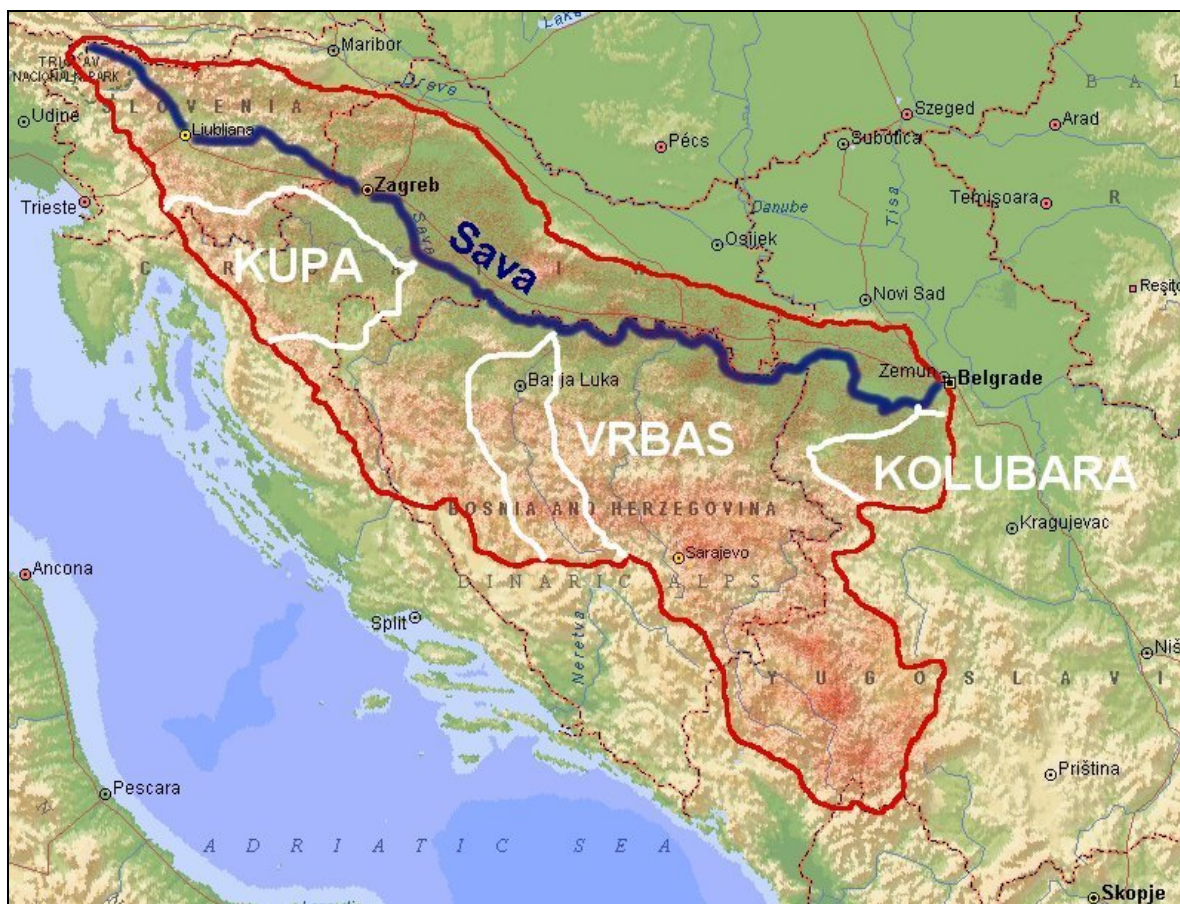 Lake
Maribor
TRIGLAV
NACIONALNI PARK
Drava
B A L
SLOVENIA
Szeged
Udine
Ljubljana
Arad
Pécs
Subotica
Zagreb
Tisa
Temisoara
R
Trieste
Danube
Sava
Sava
Osijek
KUPA
Novi Sad
Zemun
Belgrade
Banja Luka
VRBAS
KOLUBARA
BOSNIA AND HERZEGOVINA
Kragujevac
Sarajevo
Ancona
DINARIC ALPS
Split
Neretva
Niš
YUGOSLAVI
Priština
Pescara
ADRIATIC SEA
Skopje